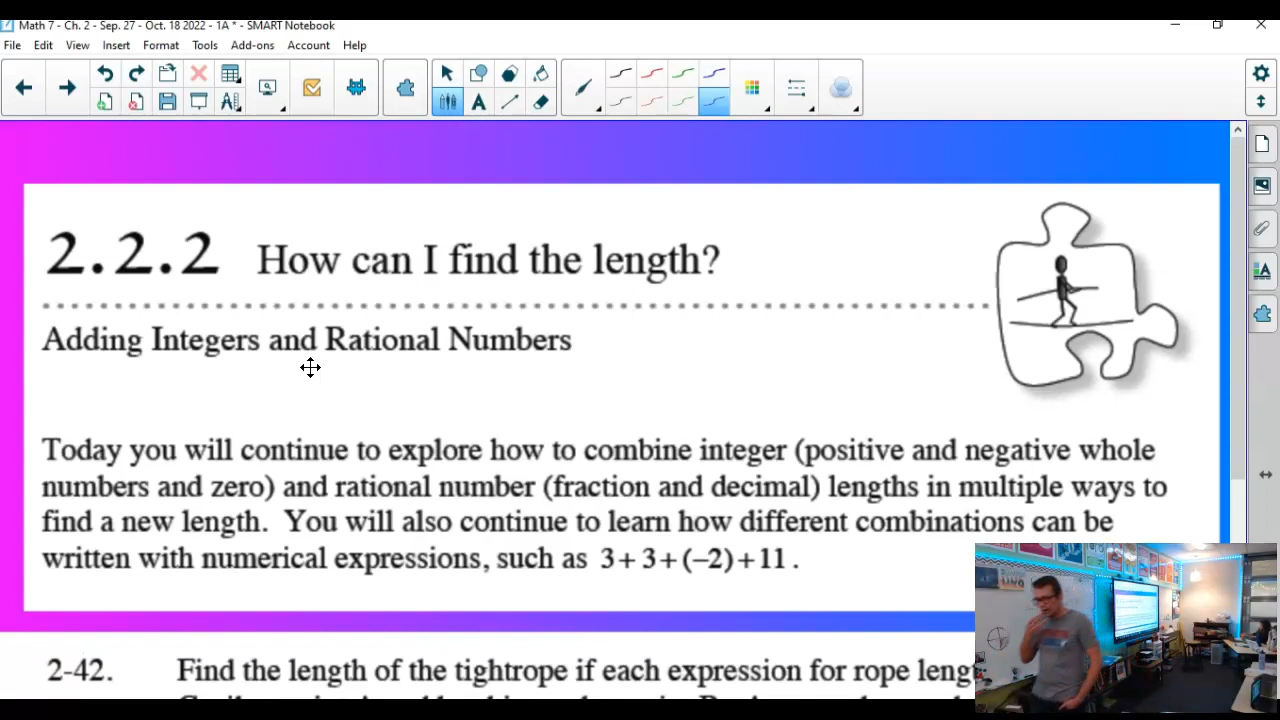 Math 7 - Ch. 2 - Sep. 27 - Oct. 18 2022 - 1A * - SMART Notebook
File Edit View Insert Format Tools Add-ons Account Help
2.2.2 How can I find the length?
Adding Integers and Rational Numbers
Today you will continue to explore how to combine integer (positive and negative whole
numbers and zero) and rational number (fraction and decimal) lengths in multiple ways to
find a new length. You will also continue to learn how different combinations can be
written with numerical expressions, such as 3+3+(–2)+11.
2-42. Find the length of the tightrope if each expression for rope leng